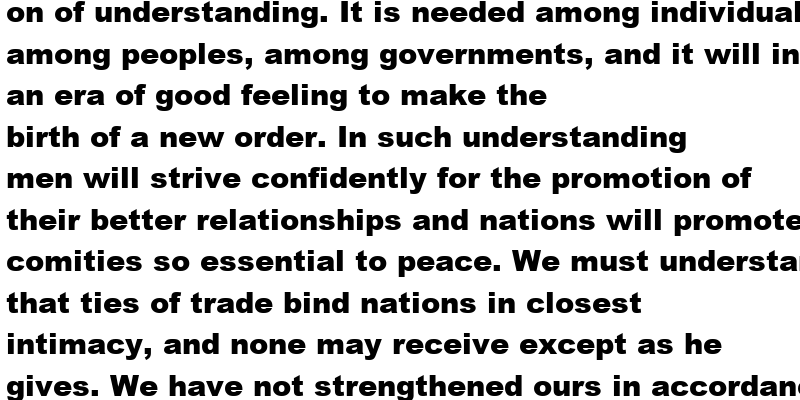 on of understanding. It is needed among individual
among peoples, among governments, and it will in
an era of good feeling to make the
birth of a new order. In such understanding
men will strive confidently for the promotion of
their better relationships and nations will promote
comities so essential to peace. We must understa
that ties of trade bind nations in closest
intimacy, and none may receive except as he
gives. We have not strengthened ours in accordan